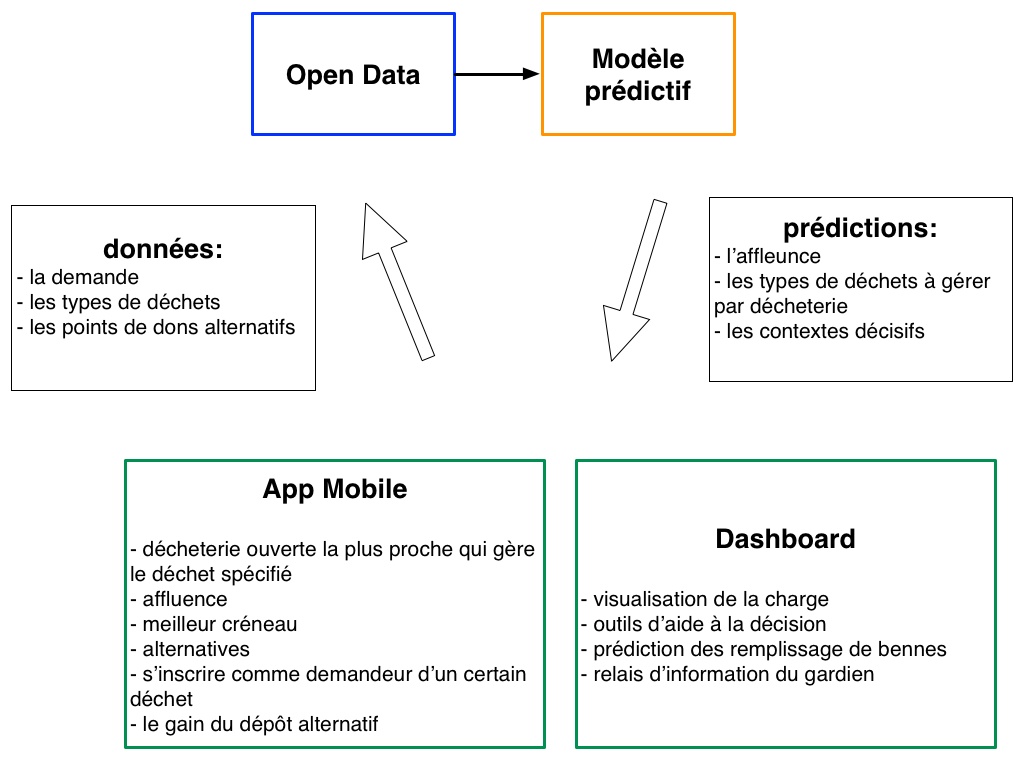 Open Data
Modèle
prédictif
données:
- la demande
- les types de déchets
- les points de dons alternatifs
prédictions:
- l'affleunce
- les types de déchets à gérer
par décheterie
- les contextes décisifs
App Mobile
- décheterie ouverte la plus proche qui gère
le déchet spécifié
- affluence
- meilleur créneau
- alternatives
- s'inscrire comme demandeur d'un certain
déchet
- le gain du dépôt alternatif
Dashboard
- visualisation de la charge
- outils d'aide à la décision
- prédiction des remplissage de bennes
- relais d'information du gardien